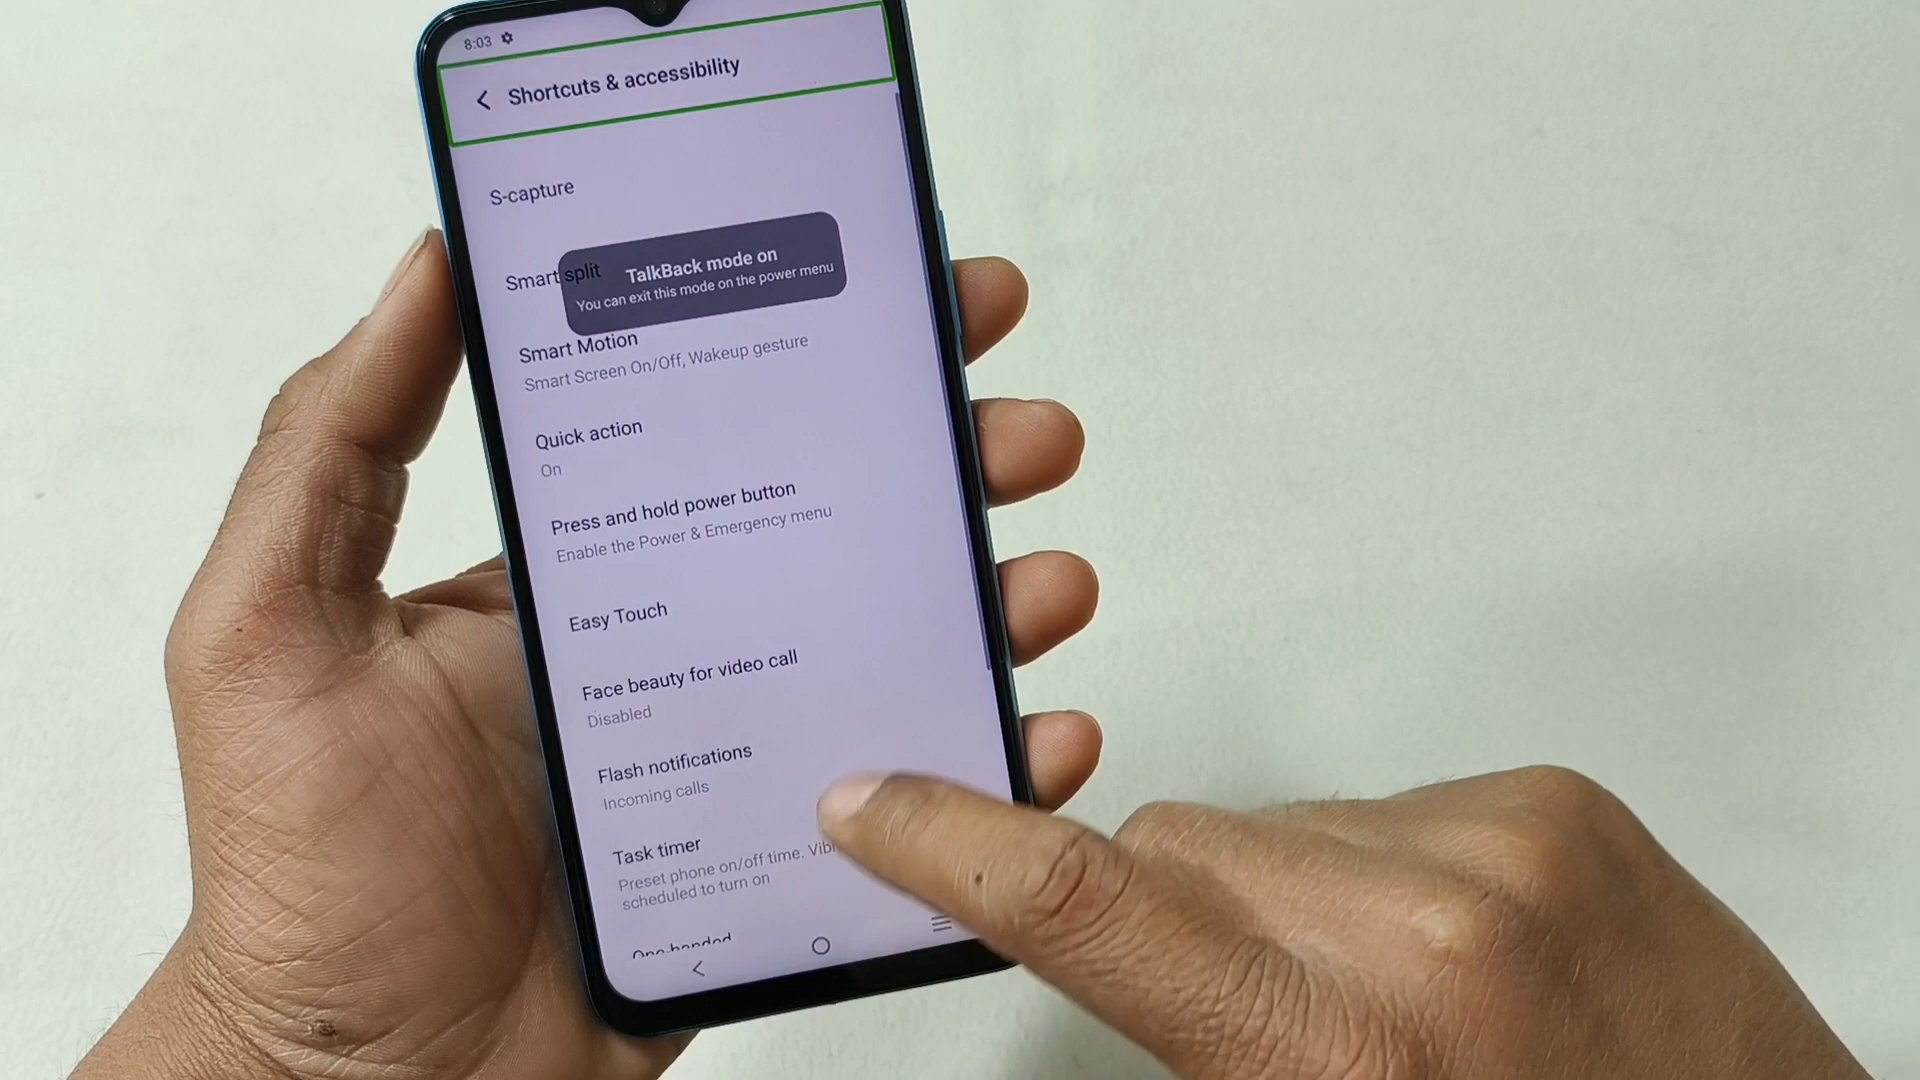 8:03
Shortcuts & accessibility
S-capture
Smart split
TalkBack mode on
You can exit this mode on the power menu
Smart Motion
Smart Screen On/Off, Wakeup gesture
Quick action
On
Press and hold power button
Enable the Power & Emergency menu
Easy Touch
Face beauty for video call
Disabled
Flash notifications
Incoming calls
Task timer
Preset phone on/off time.
scheduled to turn on
One-handed